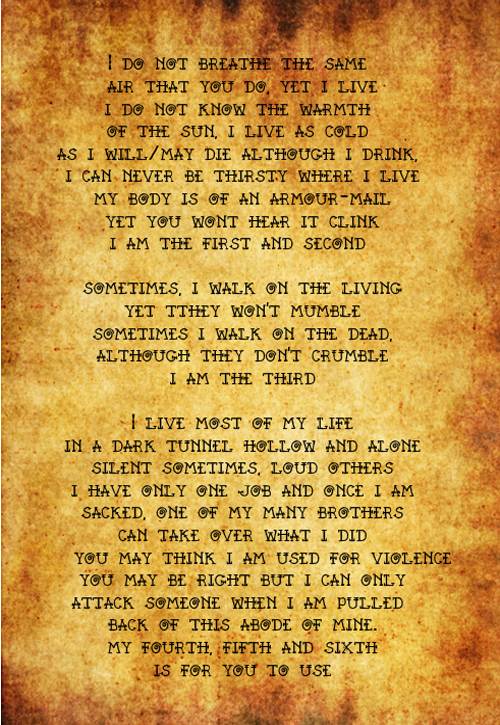 I DO NOT BREATHE THE SAME
AIR THAT YOU DO, YET I LIVE
I DO NOT KNOW THE WARMTH
OF THE SUN, I LIVE AS COLD
AS I WILL/MAY DIE ALTHOUGH I DRINK,
I CAN NEVER BE THIRSTY WHERE I LIVE
MY BODY IS OF AN ARMOUR-MAIL
YET YOU WONT HEAR IT CLINK
I AM THE FIRST AND SECOND

SOMETIMES, I WALK ON THE LIVING
YET TTHEY WON'T MUMBLE
SOMETIMES I WALK ON THE DEAD,
ALTHOUGH THEY DON'T CRUMBLE
I AM THE THIRD

I LIVE MOST OF MY LIFE
IN A DARK TUNNEL HOLLOW AND ALONE
SILENT SOMETIMES, LOUD OTHERS
I HAVE ONLY ONE JOB AND ONCE I AM
SACKED, ONE OF MY MANY BROTHERS
CAN TAKE OVER WHAT I DID
YOU MAY THINK I AM USED FOR VIOLENCE
YOU MAY BE RIGHT BUT I CAN ONLY
ATTACK SOMEONE WHEN I AM PULLED
BACK OF THIS ABODE OF MINE.
MY FOURTH, FIFTH AND SIXTH
IS FOR YOU TO USE